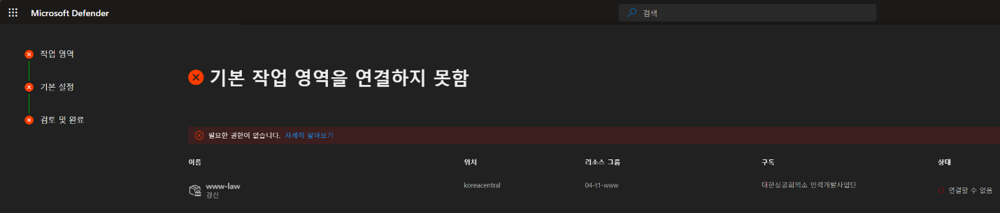 Microsoft Defender
검색
작업 영역
기본 설정
검토 및 완료
기본 작업 영역을 연결하지 못함
필요한 권한이 없습니다. 자세히 알아보기
이름 위치 리소스 그룹 구독 상태
www-law koreacentral 04-t1-www 대한상공회의소 인력개발사업단 연결할 수 없음
경선